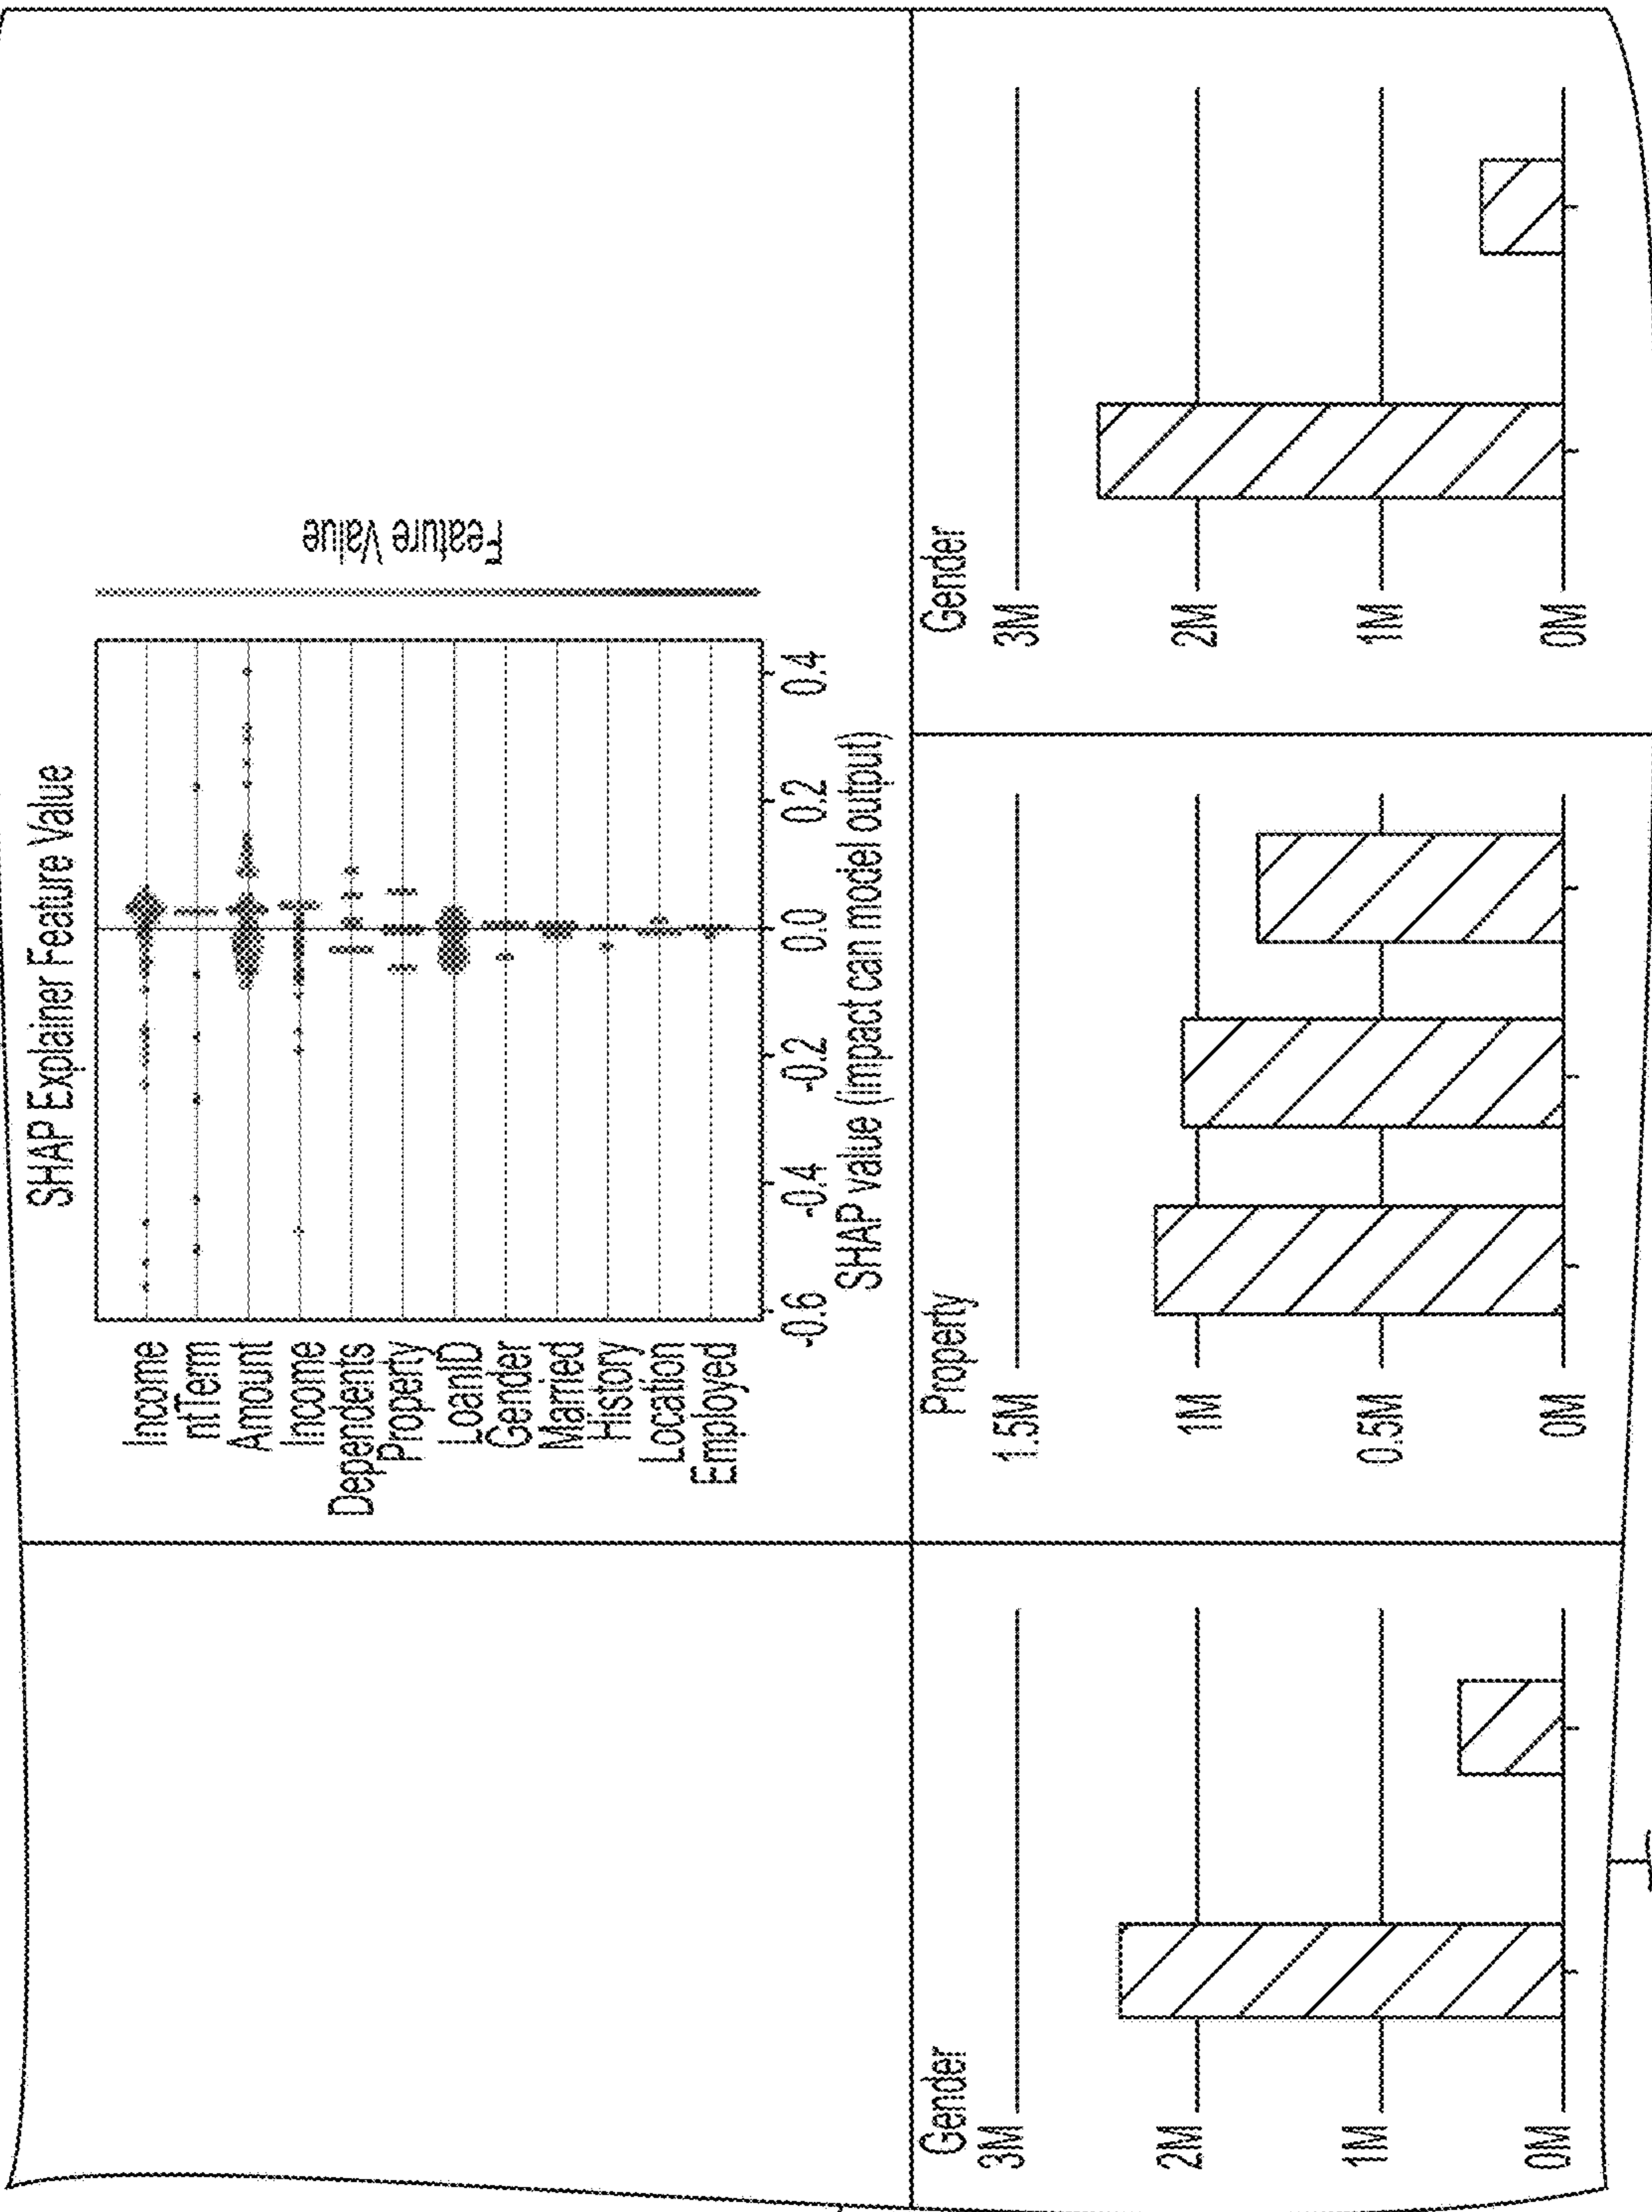 SHAP Explainer Feature Value
Income
ntTerm
Amount
Income
Dependents
Property
LoanID
Gender
Married
History
Location
Employed
-0.6 -0.4 -0.2 0.0 0.2 0.4
SHAP value (impact can model output)
Feature Value
Gender
3M
2M
1M
0M
Property
1.5M
1M
0.5M
0M
Gender
3M
2M
1M
0M